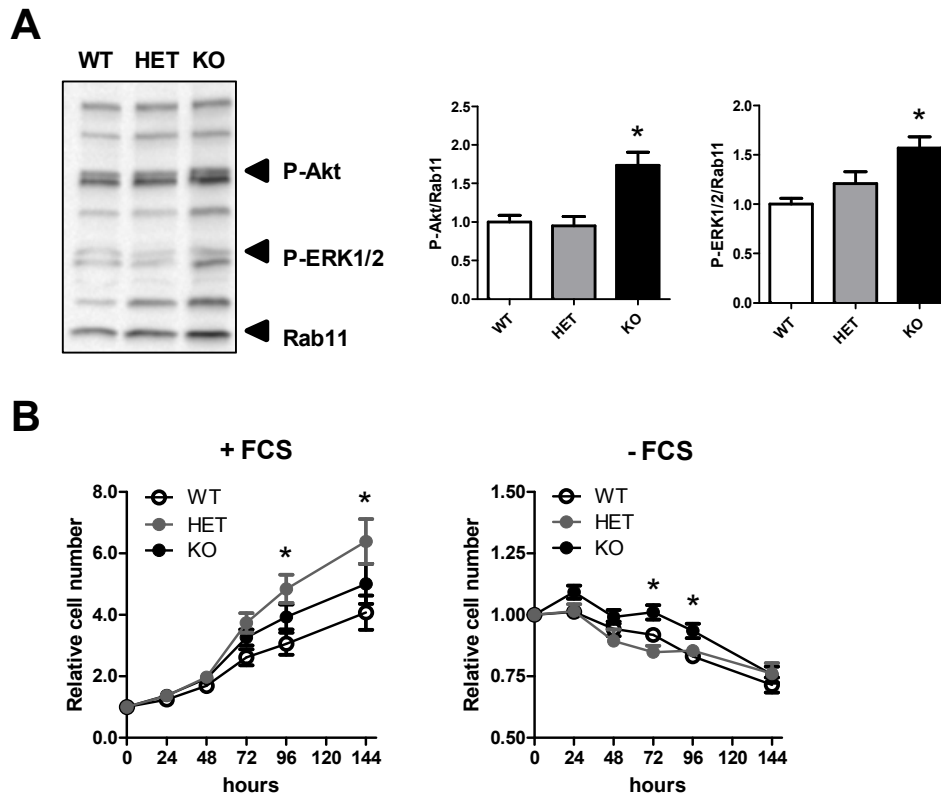 A
WT HET KO
P-Akt
P-ERK1/2
Rab11
P-Akt/Rab11
2.5
2.0
1.5
1.0
0.5
0.0
*
WT HET KO
P-ERK1/2/Rab11
2.0
1.5
1.0
0.5
0.0
*
WT HET KO
B
+ FCS
Relative cell number
8.0
6.0
4.0
2.0
0.0
WT
HET
KO
* *
0 24 48 72 96 120 144
hours
- FCS
Relative cell number
1.50
1.25
1.00
0.75
0.50
WT
HET
KO
* *
0 24 48 72 96 120 144
hours